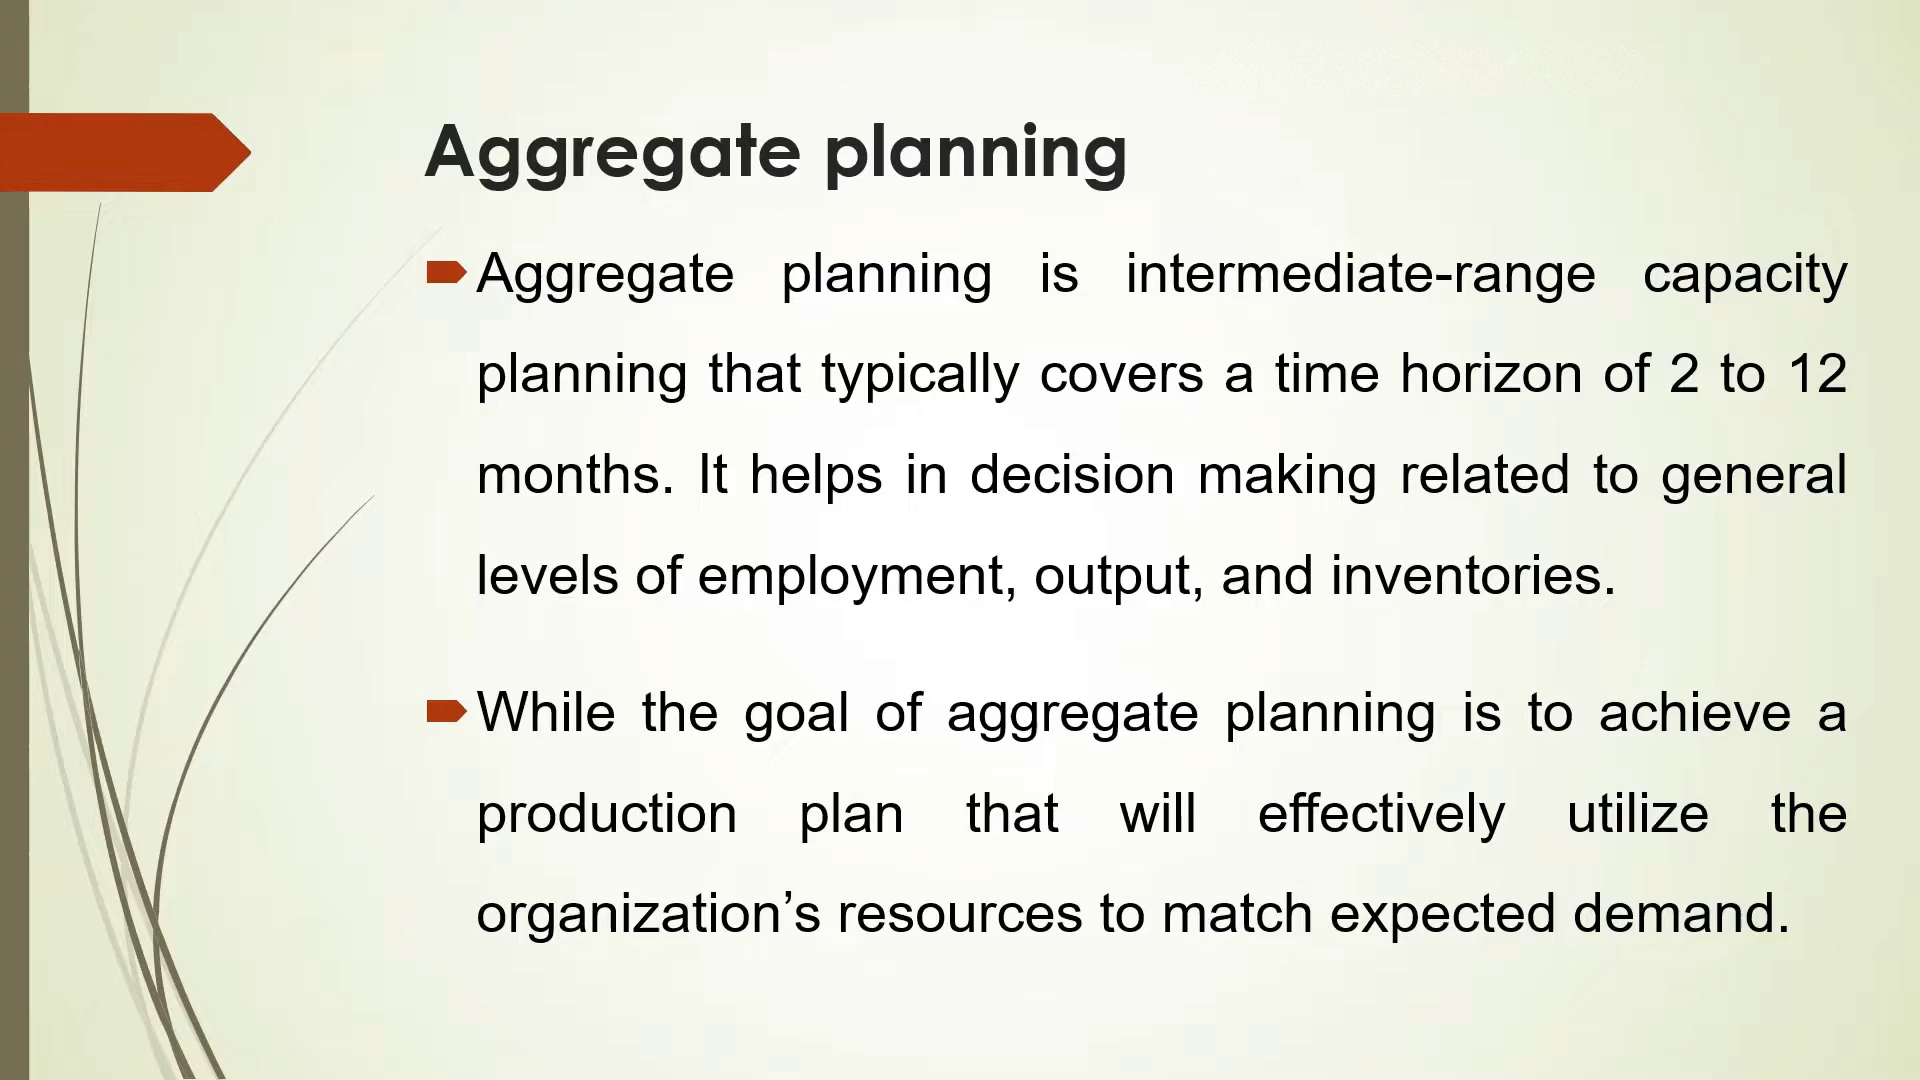 Aggregate planning
Aggregate planning is intermediate-range capacity
planning that typically covers a time horizon of 2 to 12
months. It helps in decision making related to general
levels of employment, output, and inventories.
While the goal of aggregate planning is to achieve a
production plan that will effectively utilize the
organization’s resources to match expected demand.